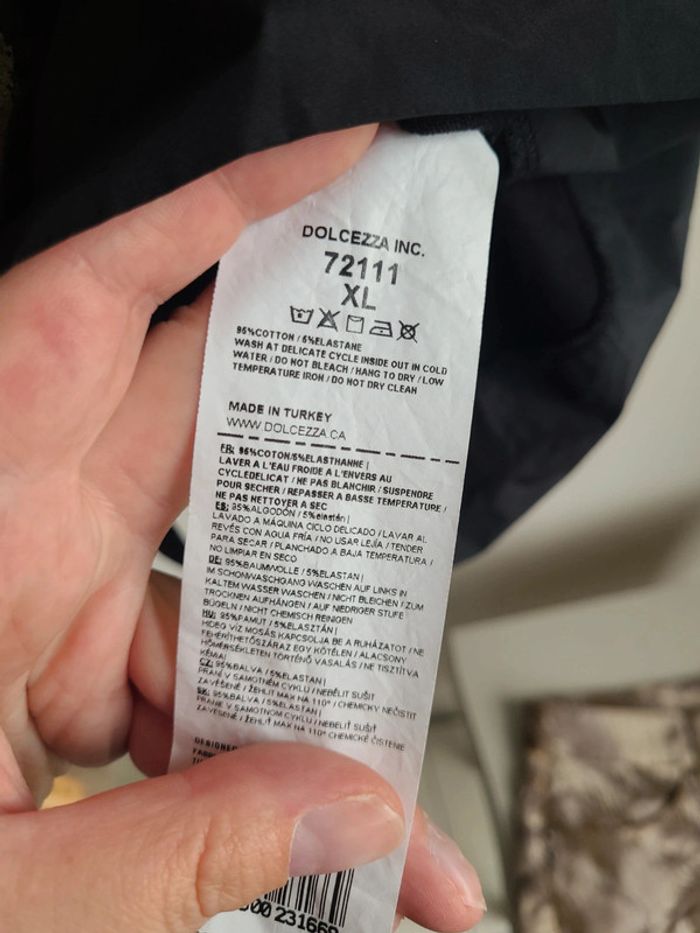 DOLCEZZA INC.
72111
XL
95%COTTON / 5%ELASTANE
WASH AT DELICATE CYCLE INSIDE OUT IN COLD
WATER / DO NOT BLEACH / HANG TO DRY / LOW
TEMPERATURE IRON / DO NOT DRY CLEAN
MADE IN TURKEY
WWW.DOLCEZZA.CA
FR: 95%COTON/5%ELASTHANNE |
LAVER A L'EAU FROIDE A L'ENVERS AU
CYCLEDELICAT / NE PAS BLANCHIR / SUSPENDRE
POUR SECHER / REPASSER A BASSE TEMPERATURE /
NE PAS NETTOYER A SEC
ES: 95%ALGODÓN / 5%elastén |
LAVADO A MÁQUINA CICLO DELICADO / LAVAR AL
REVÉS CON AGUA FRÍA / NO USAR LEJÍA / TENDER
PARA SECAR / PLANCHADO A BAJA TEMPERATURA /
NO LIMPIAR EN SECO
DE: 95%BAUMWOLLE / 5%ELASTAN |
IM SCHONWASCHGANG WASCHEN AUF LINKS IN
KALTEM WASSER WASCHEN / NICHT BLEICHEN / ZUM
TROCKNEN AUFHÄNGEN / AUF NIEDRIGER STUFE
BÜGELN / NICHT CHEMISCH REINIGEN
HU: 95%PAMUT / 5%ELASZTÁN |
HIDEG VÍZ MOSÁS KAPCSOLJA BE A RUHÁZATOT / NE
FEHÉRÍTHETŐSZÁRAZ EGY KÖTÉLEN / ALACSONY
HŐMÉRSÉKLETEN TÖRTÉNŐ VASALÁS / NE TISZTÍTVA
KÉMIAI
CZ: 95%BALVA / 5%ELASTAN |
PRANÍ V SAMOTNÉM CYKLU / NEBĚLIT SUŠIT
ZAVĚŠENÉ / ŽEHLIT MAX NA 110° / CHEMICKY NEČISTIT
SK: 95%BALVA / 5%ELASTAN |
PRANIE V SAMOTNOM CYKLU / NEBELIŤ SUŠIŤ
ZAVESENÉ / ŽEHLIŤ MAX NA 110° CHEMICKÉ ČISTENIE
DESIGNED
00 231669